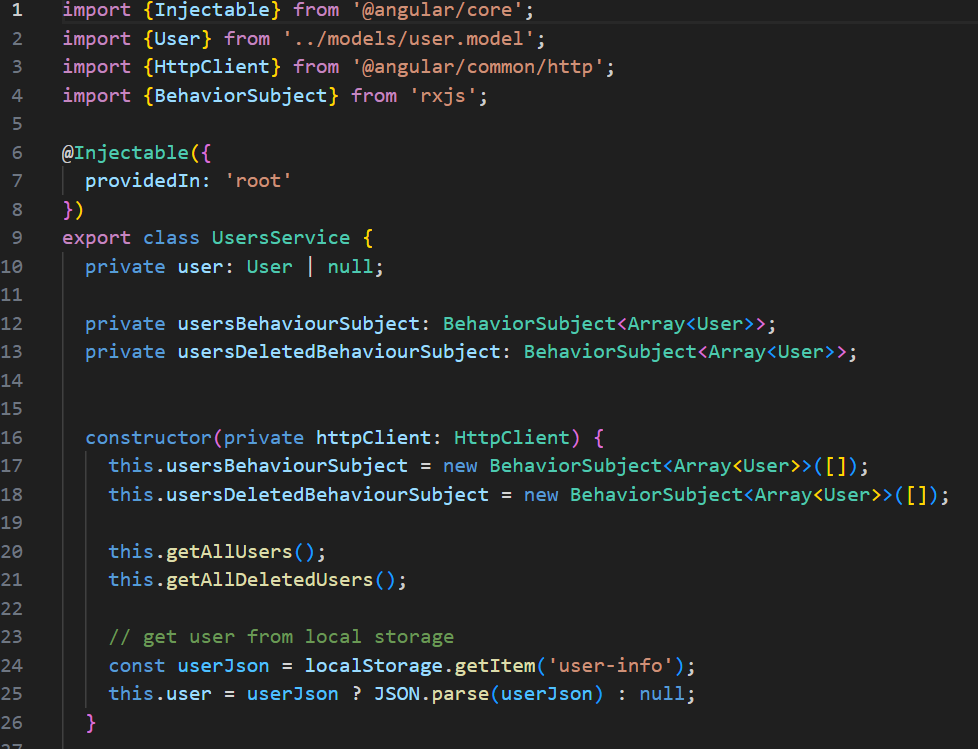 1 import {Injectable} from '@angular/core';
2 import {User} from '../models/user.model';
3 import {HttpClient} from '@angular/common/http';
4 import {BehaviorSubject} from 'rxjs';
5
6 @Injectable({
7   providedIn: 'root'
8 })
9 export class UsersService {
10   private user: User | null;
11
12   private usersBehaviourSubject: BehaviorSubject<Array<User>>;
13   private usersDeletedBehaviourSubject: BehaviorSubject<Array<User>>;
14
15
16   constructor(private httpClient: HttpClient) {
17     this.usersBehaviourSubject = new BehaviorSubject<Array<User>>([]);
18     this.usersDeletedBehaviourSubject = new BehaviorSubject<Array<User>>([]);
19
20     this.getAllUsers();
21     this.getAllDeletedUsers();
22
23     // get user from local storage
24     const userJson = localStorage.getItem('user-info');
25     this.user = userJson ? JSON.parse(userJson) : null;
26   }
27